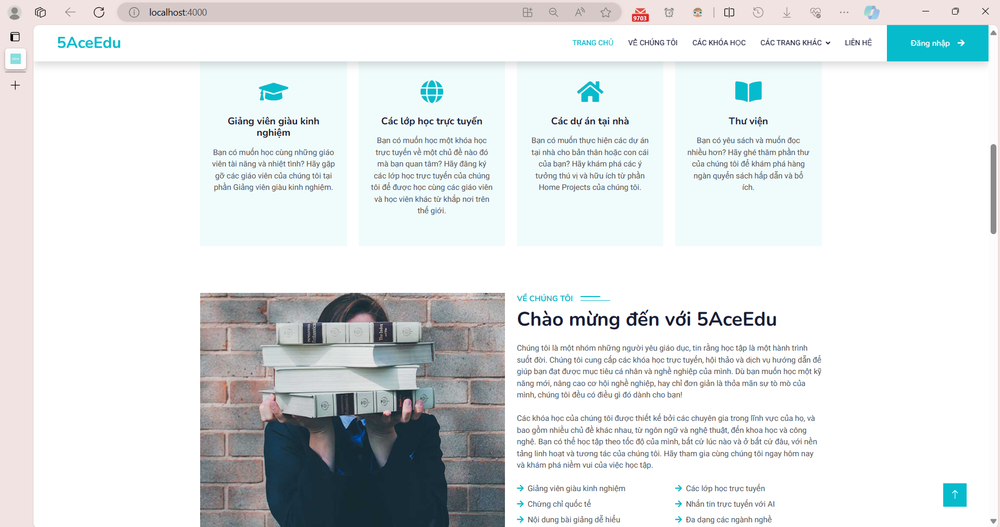 localhost:4000
9703
5AceEdu
TRANG CHỦ VỀ CHÚNG TÔI CÁC KHÓA HỌC CÁC TRANG KHÁC LIÊN HỆ Đăng nhập
Giảng viên giàu kinh
nghiệm
Bạn có muốn học cùng những giáo
viên tài năng và nhiệt tình? Hãy gặp
gỡ các giáo viên của chúng tôi tại
phần Giảng viên giàu kinh nghiệm.
Các lớp học trực tuyến
Bạn có muốn học một khóa học
trực tuyến về một chủ đề nào đó
mà bạn quan tâm? Hãy đăng ký
các lớp học trực tuyến của chúng
tôi để được học cùng các giáo viên
và học viên khác từ khắp nơi trên
thế giới.
Các dự án tại nhà
Bạn có muốn thực hiện các dự án
tại nhà cho bản thân hoặc con cái
của bạn? Hãy khám phá các ý
tưởng thú vị và hữu ích từ phần
Home Projects của chúng tôi.
Thư viện
Bạn có yêu sách và muốn đọc
nhiều hơn? Hãy ghé thăm phần thư
của chúng tôi để khám phá hàng
ngàn quyển sách hấp dẫn và bổ
ích.
VỀ CHÚNG TÔI
Chào mừng đến với 5AceEdu
Chúng tôi là một nhóm những người yêu giáo dục, tin rằng học tập là một hành trình
suốt đời. Chúng tôi cung cấp các khóa học trực tuyến, hội thảo và dịch vụ hướng dẫn để
giúp bạn đạt được mục tiêu cá nhân và nghề nghiệp của mình. Dù bạn muốn học một kỹ
năng mới, nâng cao cơ hội nghề nghiệp, hay chỉ đơn giản là thỏa mãn sự tò mò của
mình, chúng tôi đều có điều gì đó dành cho bạn!
Các khóa học của chúng tôi được thiết kế bởi các chuyên gia trong lĩnh vực của họ, và
bao gồm nhiều chủ đề khác nhau, từ ngôn ngữ và nghệ thuật, đến khoa học và công
nghệ. Bạn có thể học tập theo tốc độ của mình, bất cứ lúc nào và ở bất cứ đâu, với nền
tảng linh hoạt và tương tác của chúng tôi. Hãy tham gia cùng chúng tôi ngay hôm nay
và khám phá niềm vui của việc học tập.
Giảng viên giàu kinh nghiệm
Các lớp học trực tuyến
Chứng chỉ quốc tế
Nhắn tin trực tuyến với AI
Nội dung bài giảng dễ hiểu
Đa dạng các ngành nghề
Britannica
The Index
Britannica